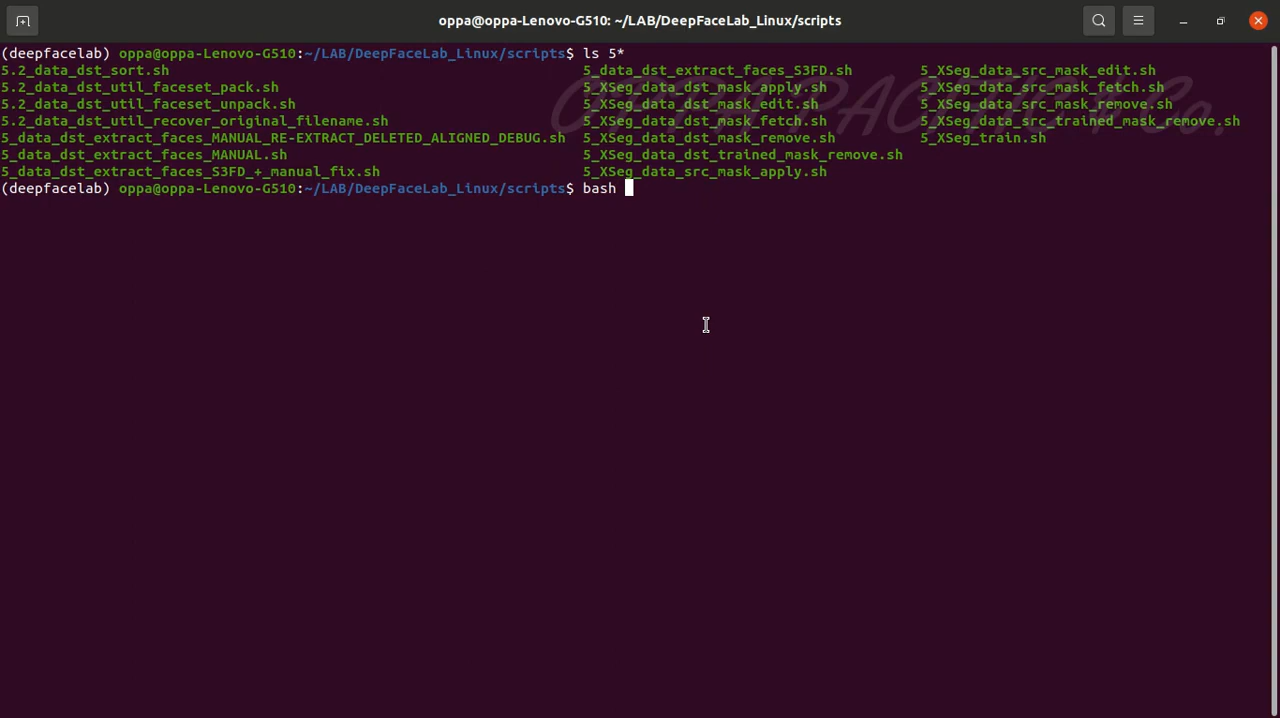 oppa@oppa-Lenovo-G510: ~/LAB/DeepFaceLab_Linux/scripts
(deepfacelab) oppa@oppa-Lenovo-G510:~/LAB/DeepFaceLab_Linux/scripts$ ls 5*
5.2_data_dst_sort.sh 5_data_dst_extract_faces_S3FD.sh 5_XSeg_data_src_mask_edit.sh
5.2_data_dst_util_faceset_pack.sh 5_XSeg_data_dst_mask_apply.sh 5_XSeg_data_src_mask_fetch.sh
5.2_data_dst_util_faceset_unpack.sh 5_XSeg_data_dst_mask_edit.sh 5_XSeg_data_src_mask_remove.sh
5.2_data_dst_util_recover_original_filename.sh 5_XSeg_data_dst_mask_fetch.sh 5_XSeg_data_src_trained_mask_remove.sh
5_data_dst_extract_faces_MANUAL_RE-EXTRACT_DELETED_ALIGNED_DEBUG.sh 5_XSeg_data_dst_mask_remove.sh 5_XSeg_train.sh
5_data_dst_extract_faces_MANUAL.sh 5_XSeg_data_dst_trained_mask_remove.sh
5_data_dst_extract_faces_S3FD_+_manual_fix.sh 5_XSeg_data_src_mask_apply.sh
(deepfacelab) oppa@oppa-Lenovo-G510:~/LAB/DeepFaceLab_Linux/scripts$ bash